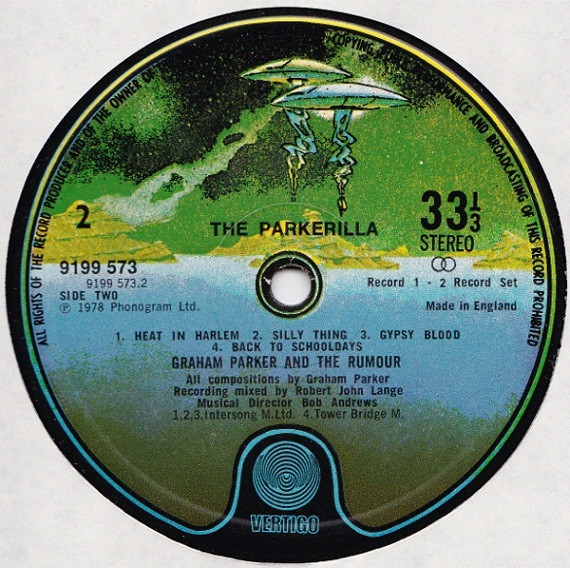 ALL RIGHTS OF THE RECORD PRODUCER AND OF THE OWNER OF
COPYING, PUBLIC PERFORMANCE AND BROADCASTING OF THIS RECORD PROHIBITED
2
THE PARKERILLA
33 1/3
STEREO
9199 573
9199 573.2
SIDE TWO
℗ 1978 Phonogram Ltd.
Record 1 - 2 Record Set
Made in England
1. HEAT IN HARLEM 2. SILLY THING 3. GYPSY BLOOD
4. BACK TO SCHOOLDAYS
GRAHAM PARKER AND THE RUMOUR
All compositions by Graham Parker
Recording mixed by Robert John Lange
Musical Director Bob Andrews
1,2,3.Intersong M.Ltd. 4.Tower Bridge M.
VERTIGO